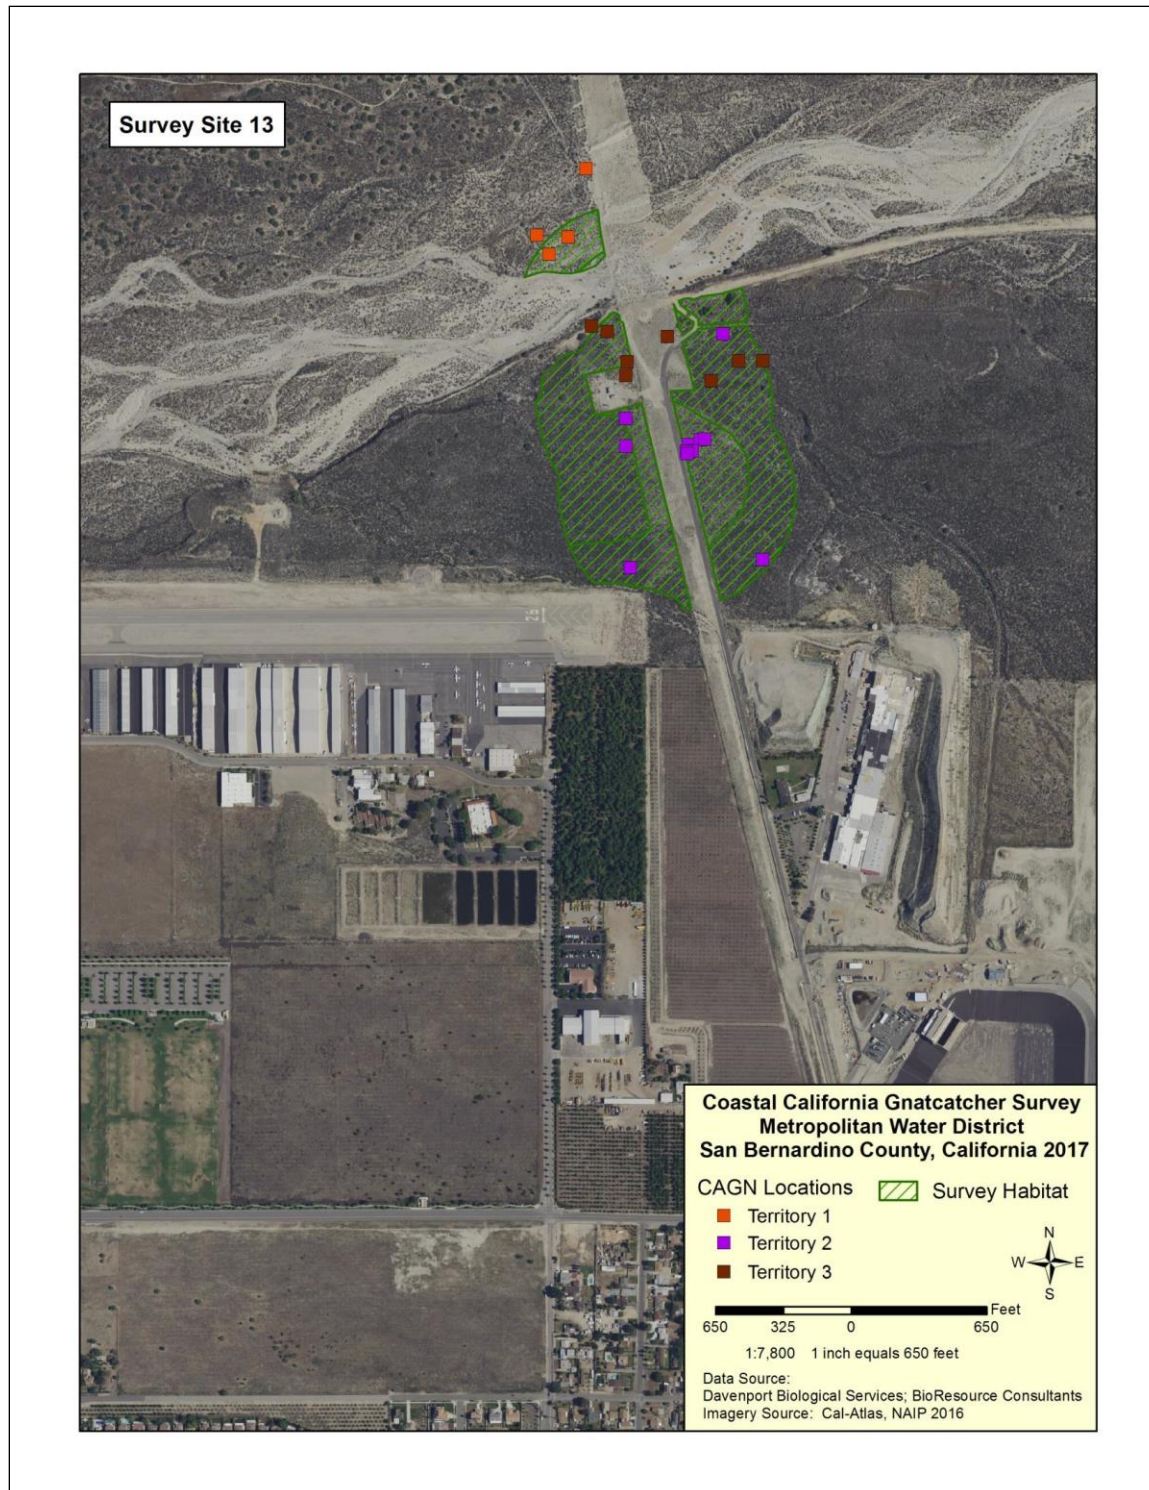 Survey Site 13
26
Coastal California Gnatcatcher Survey
Metropolitan Water District
San Bernardino County, California 2017
CAGN Locations
Survey Habitat
Territory 1
Territory 2
Territory 3
N
W E
S
Feet
650 325 0 650
1:7,800 1 inch equals 650 feet
Data Source:
Davenport Biological Services; BioResource Consultants
Imagery Source: Cal-Atlas, NAIP 2016